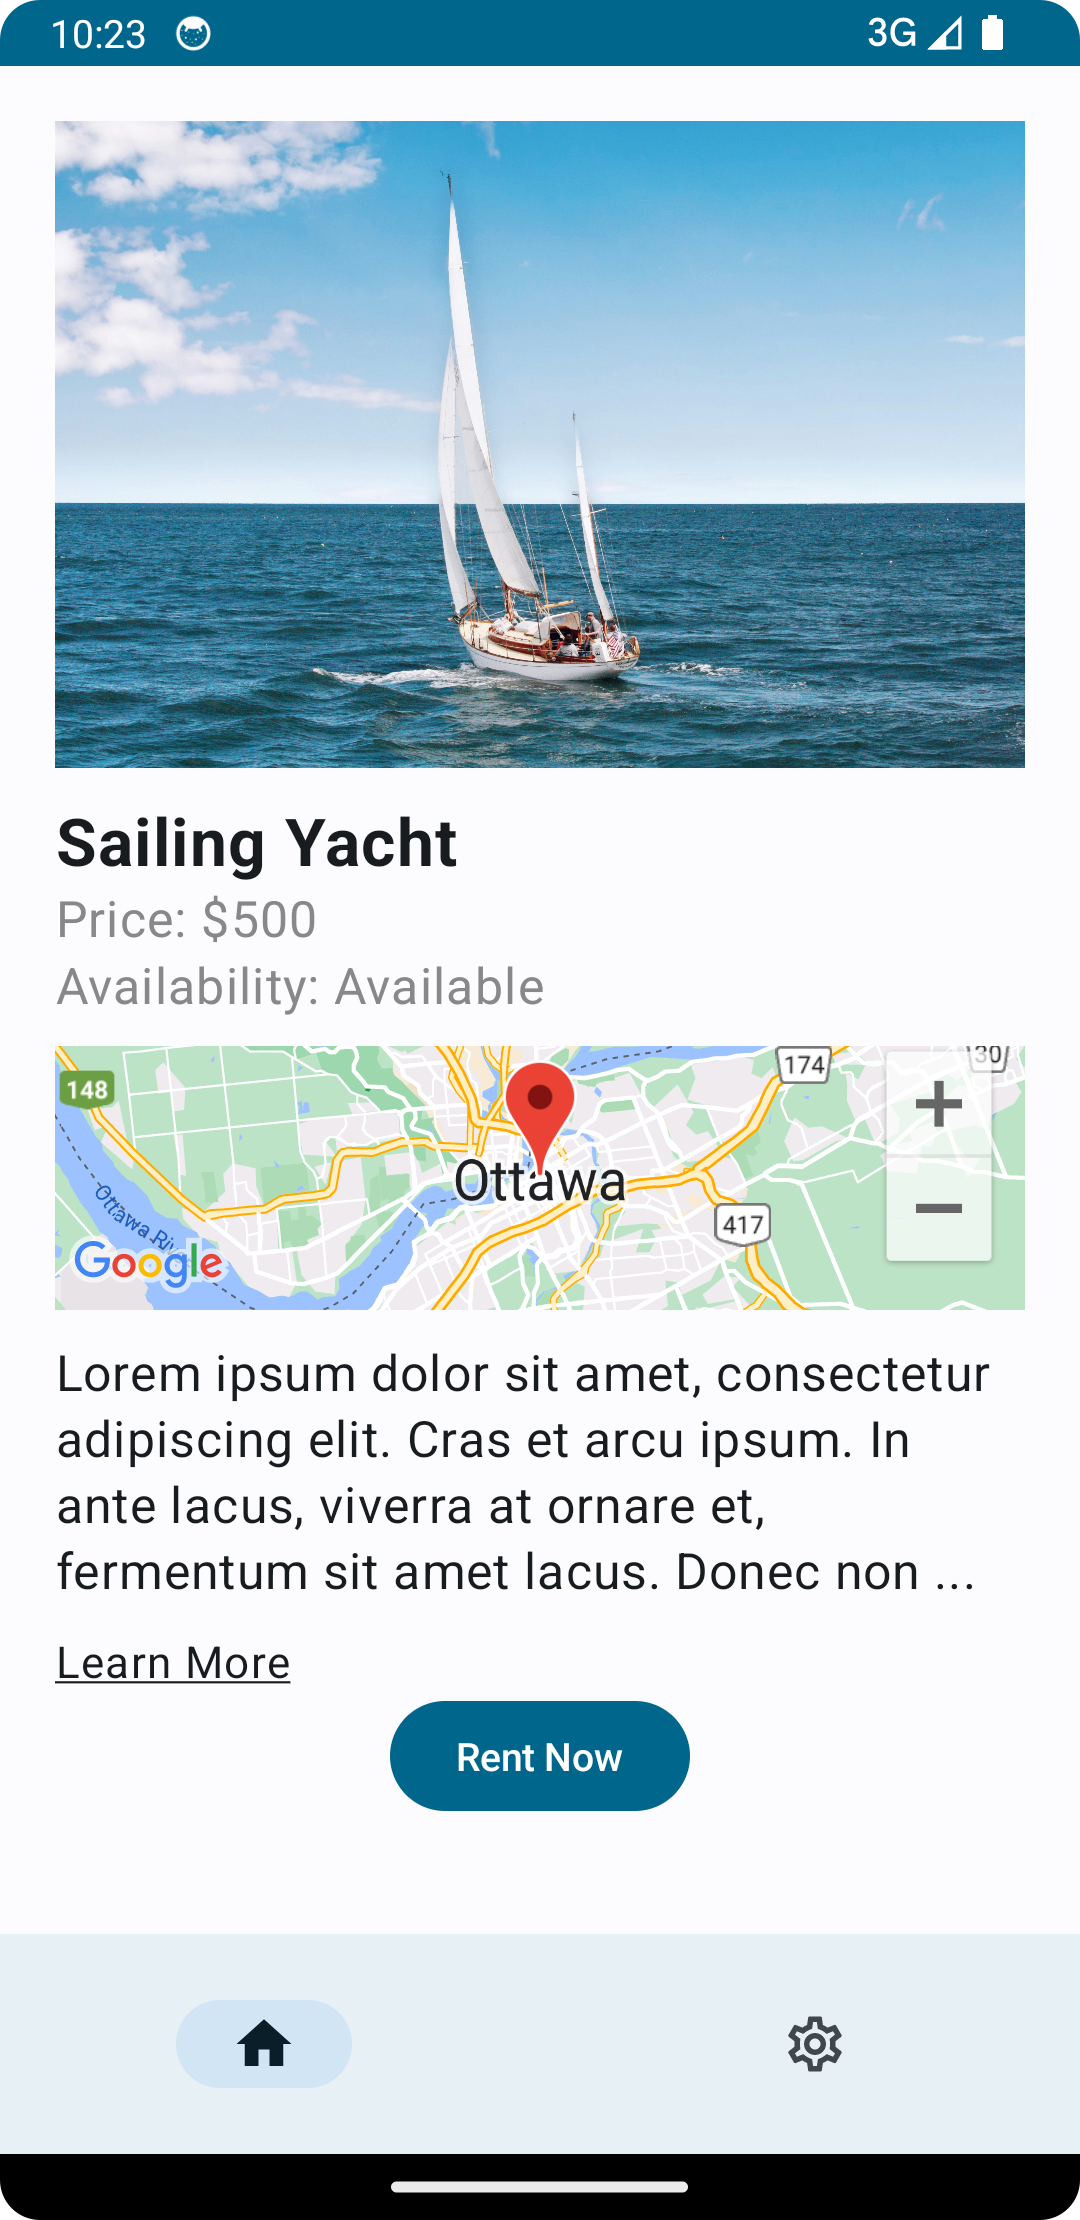 10:23
3G
Sailing Yacht
Price: $500
Availability: Available
148
174
30
Ottawa
417
Ottawa Riv
Google
Lorem ipsum dolor sit amet, consectetur
adipiscing elit. Cras et arcu ipsum. In
ante lacus, viverra at ornare et,
fermentum sit amet lacus. Donec non ...
Learn More
Rent Now